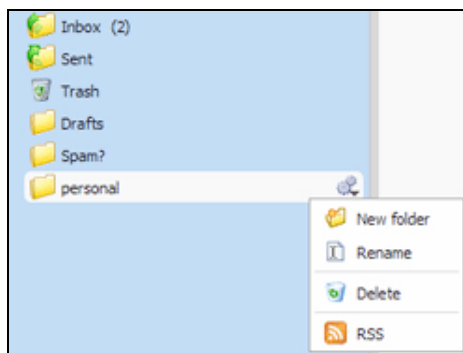 Inbox (2)
Sent
Trash
Drafts
Spam?
personal
New folder
Rename
Delete
RSS